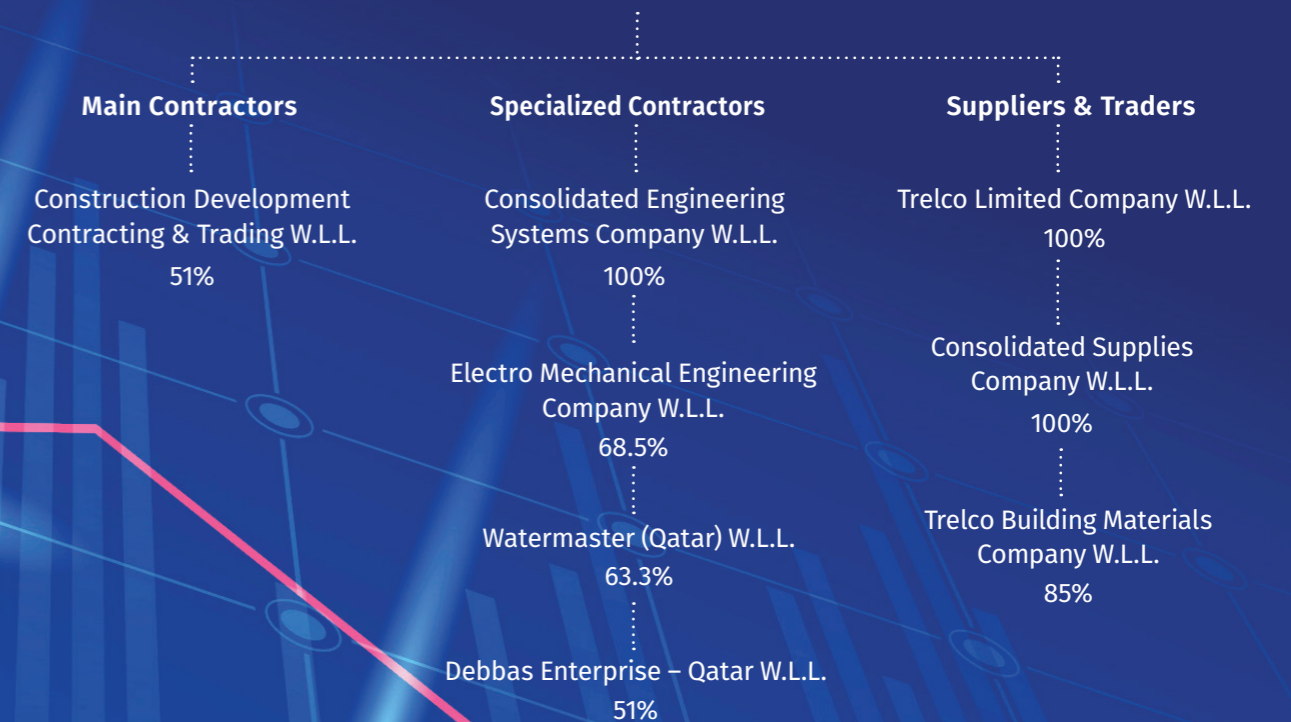 Main Contractors
Construction Development
Contracting & Trading W.L.L.
51%
Specialized Contractors
Consolidated Engineering
Systems Company W.L.L.
100%
Electro Mechanical Engineering
Company W.L.L.
68.5%
Watermaster (Qatar) W.L.L.
63.3%
Debbas Enterprise – Qatar W.L.L.
51%
Suppliers & Traders
Trelco Limited Company W.L.L.
100%
Consolidated Supplies
Company W.L.L.
100%
Trelco Building Materials
Company W.L.L.
85%